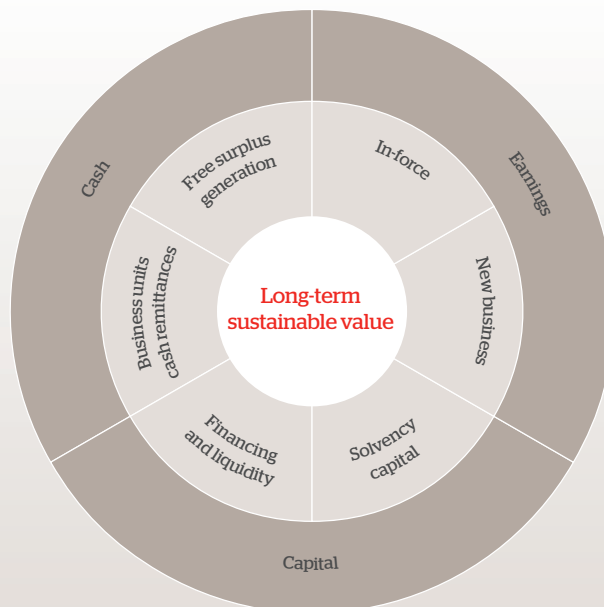 Cash
Earnings
Capital
Free surplus
generation
In-force
Business units
cash remittances
Long-term
sustainable value
New business
Financing
and liquidity
Solvency
capital